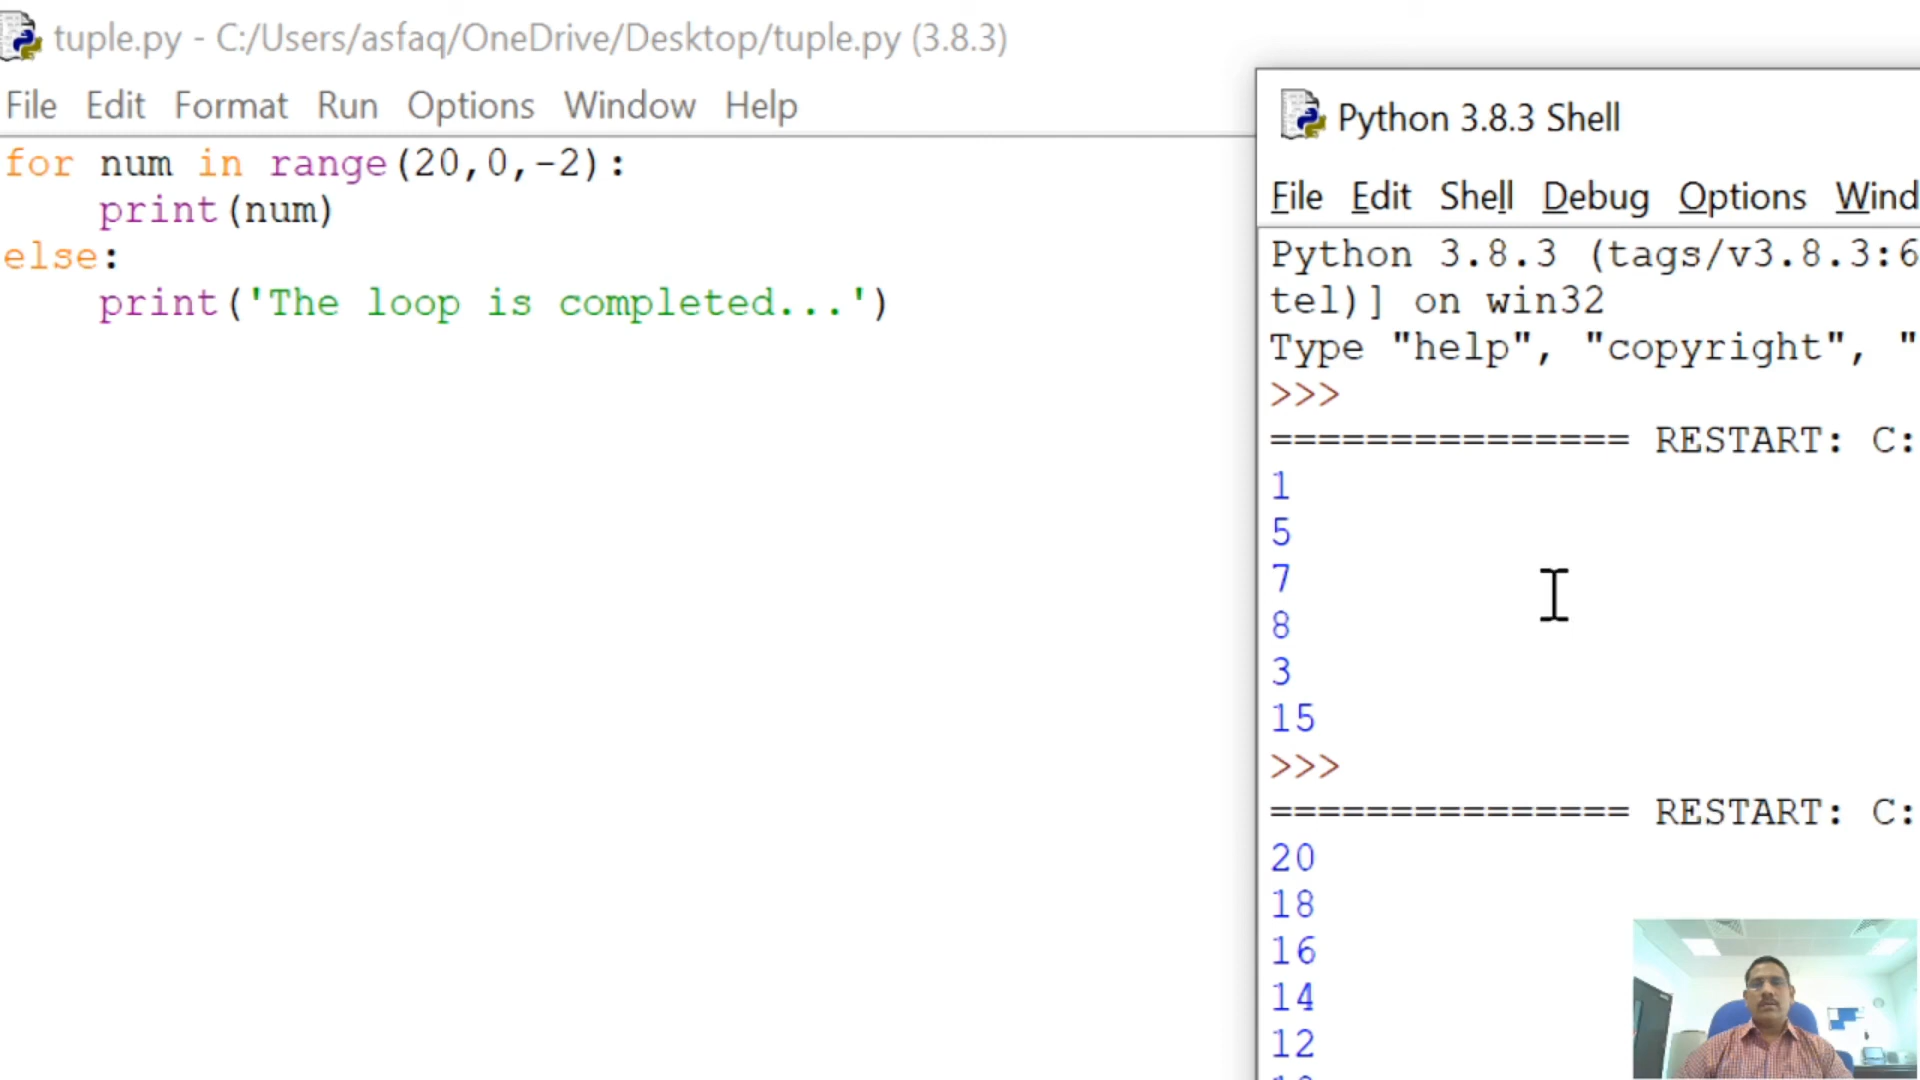 tuple.py - C:/Users/asfaq/OneDrive/Desktop/tuple.py (3.8.3)
File Edit Format Run Options Window Help
for num in range(20,0,-2):
    print(num)
else:
    print('The loop is completed...')
Python 3.8.3 Shell
File Edit Shell Debug Options Wind
Python 3.8.3 (tags/v3.8.3:6
tel)] on win32
Type "help", "copyright", "
>>>
=============== RESTART: C:
1
5
7
8
3
15
>>>
=============== RESTART: C:
20
18
16
14
12